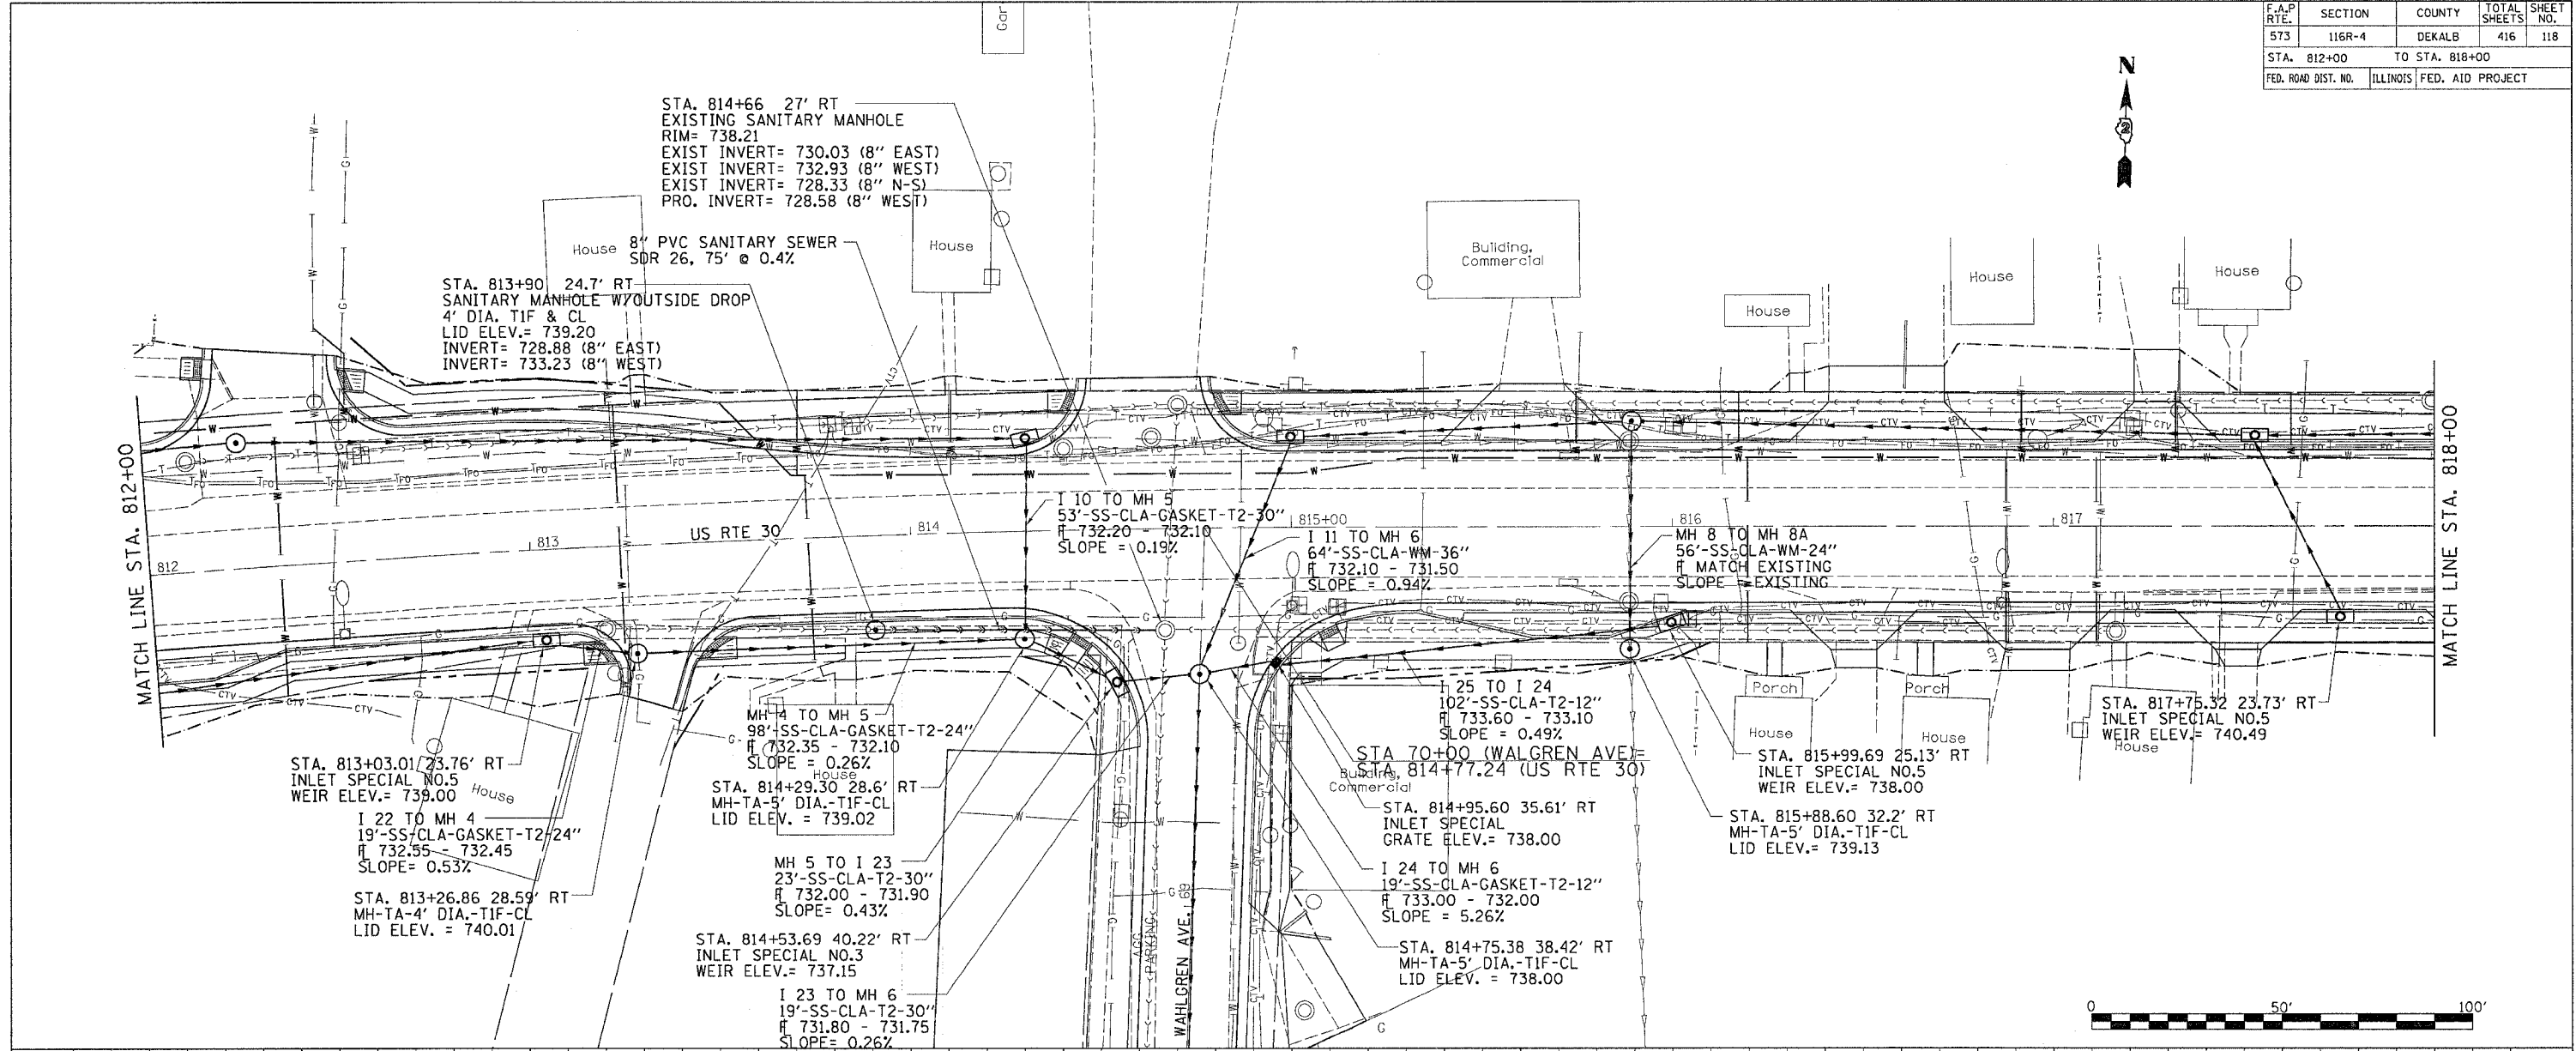 F.A.P RTE. SECTION COUNTY TOTAL SHEETS SHEET NO.
573 116R-4 DEKALB 416 118
STA. 812+00 TO STA. 818+00
FED. ROAD DIST. NO. ILLINOIS FED. AID PROJECT
N
2
Gar
STA. 814+66 27' RT
EXISTING SANITARY MANHOLE
RIM= 738.21
EXIST INVERT= 730.03 (8" EAST)
EXIST INVERT= 732.93 (8" WEST)
EXIST INVERT= 728.33 (8" N-S)
PRO. INVERT= 728.58 (8" WEST)
8" PVC SANITARY SEWER
SDR 26, 75' @ 0.4%
STA. 813+90 24.7' RT
SANITARY MANHOLE W/OUTSIDE DROP
4' DIA. T1F & CL
LID ELEV.= 739.20
INVERT= 728.88 (8" EAST)
INVERT= 733.23 (8" WEST)
House
House
Building, Commercial
House
House
House
MATCH LINE STA. 812+00
MATCH LINE STA. 818+00
812
813
814
815+00
816
817
US RTE 30
I 10 TO MH 5
53'-SS-CLA-GASKET-T2-30"
℄ 732.20 - 732.10
SLOPE = 0.19%
I 11 TO MH 6
64'-SS-CLA-WM-36"
℄ 732.10 - 731.50
SLOPE = 0.94%
MH 8 TO MH 8A
56'-SS-CLA-WM-24"
℄ MATCH EXISTING
SLOPE = EXISTING
STA. 813+03.01 23.76' RT
INLET SPECIAL NO.5
WEIR ELEV.= 739.00
House
I 22 TO MH 4
19'-SS-CLA-GASKET-T2-24"
℄ 732.55 - 732.45
SLOPE= 0.53%
STA. 813+26.86 28.59' RT
MH-TA-4' DIA.-T1F-CL
LID ELEV. = 740.01
MH 4 TO MH 5
98'-SS-CLA-GASKET-T2-24"
℄ 732.35 - 732.10
SLOPE = 0.26%
House
STA. 814+29.30 28.6' RT
MH-TA-5' DIA.-T1F-CL
LID ELEV. = 739.02
MH 5 TO I 23
23'-SS-CLA-T2-30"
℄ 732.00 - 731.90
SLOPE= 0.43%
STA. 814+53.69 40.22' RT
INLET SPECIAL NO.3
WEIR ELEV.= 737.15
I 23 TO MH 6
19'-SS-CLA-T2-30"
℄ 731.80 - 731.75
SLOPE= 0.26%
AGG PARKING
WAHLGREN AVE.
69
I 25 TO I 24
102'-SS-CLA-T2-12"
℄ 733.60 - 733.10
SLOPE = 0.49%
STA 70+00 (WALGREN AVE)=
STA. 814+77.24 (US RTE 30)
Building, Commercial
STA. 814+95.60 35.61' RT
INLET SPECIAL
GRATE ELEV.= 738.00
I 24 TO MH 6
19'-SS-CLA-GASKET-T2-12"
℄ 733.00 - 732.00
SLOPE = 5.26%
STA. 814+75.38 38.42' RT
MH-TA-5' DIA.-T1F-CL
LID ELEV. = 738.00
Porch
House
Porch
House
STA. 815+99.69 25.13' RT
INLET SPECIAL NO.5
WEIR ELEV.= 738.00
STA. 815+88.60 32.2' RT
MH-TA-5' DIA.-T1F-CL
LID ELEV.= 739.13
STA. 817+75.32 23.73' RT
INLET SPECIAL NO.5
WEIR ELEV.= 740.49
House
0 50' 100'